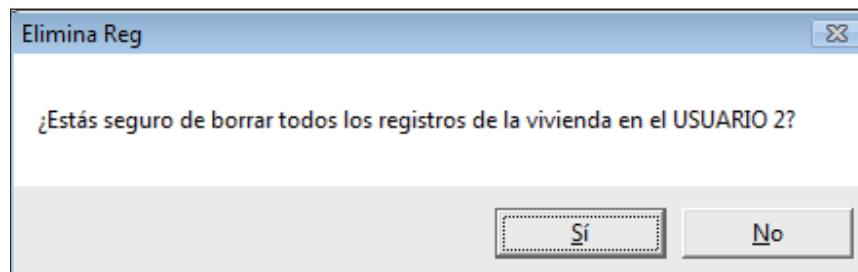 Elimina Reg
¿Estás seguro de borrar todos los registros de la vivienda en el USUARIO 2?
Sí No